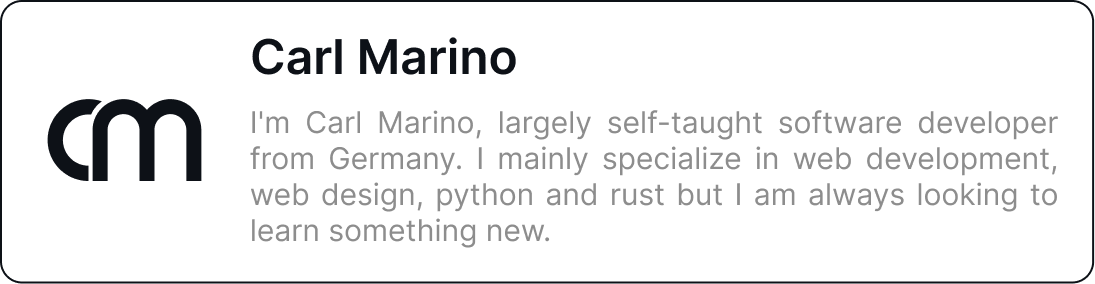 Carl Marino
cm
I'm Carl Marino, largely self-taught software developer
from Germany. I mainly specialize in web development,
web design, python and rust but I am always looking to
learn something new.